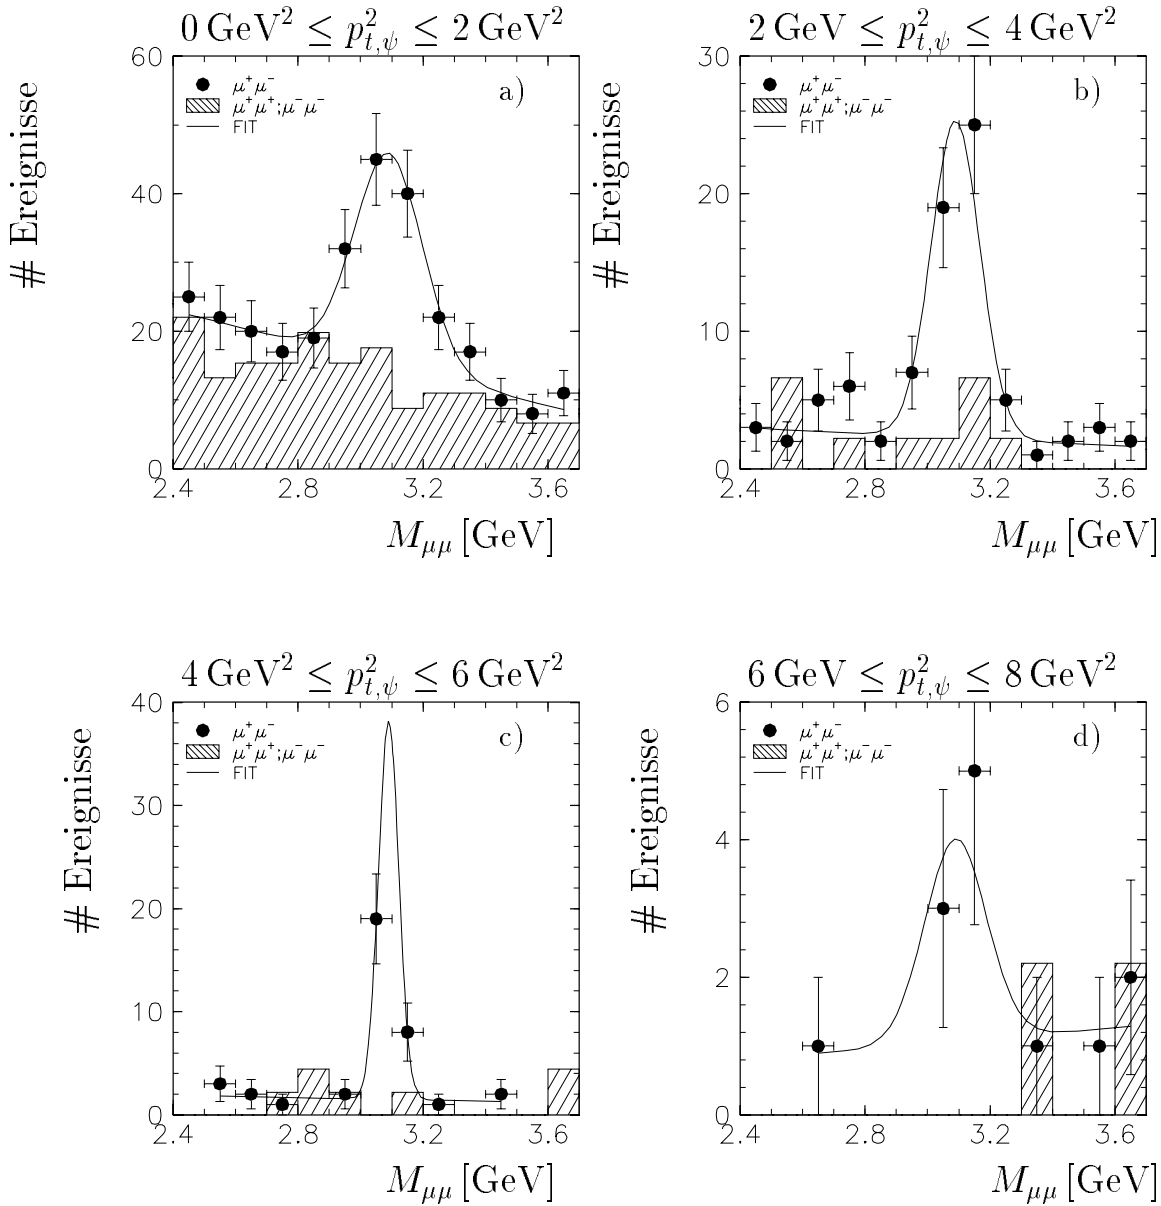 0 GeV² ≤ p²ₜ,ψ ≤ 2 GeV²
# Ereignisse
60
40
20
0
μ⁺μ⁻
μ⁺μ⁺;μ⁻μ⁻
FIT
a)
2.4 2.8 3.2 3.6
M_μμ [GeV]
2 GeV ≤ p²ₜ,ψ ≤ 4 GeV²
# Ereignisse
30
20
10
0
μ⁺μ⁻
μ⁺μ⁺;μ⁻μ⁻
FIT
b)
2.4 2.8 3.2 3.6
M_μμ [GeV]
4 GeV² ≤ p²ₜ,ψ ≤ 6 GeV²
# Ereignisse
40
30
20
10
0
μ⁺μ⁻
μ⁺μ⁺;μ⁻μ⁻
FIT
c)
2.4 2.8 3.2 3.6
M_μμ [GeV]
6 GeV ≤ p²ₜ,ψ ≤ 8 GeV²
# Ereignisse
6
4
2
0
μ⁺μ⁻
μ⁺μ⁺;μ⁻μ⁻
FIT
d)
2.4 2.8 3.2 3.6
M_μμ [GeV]